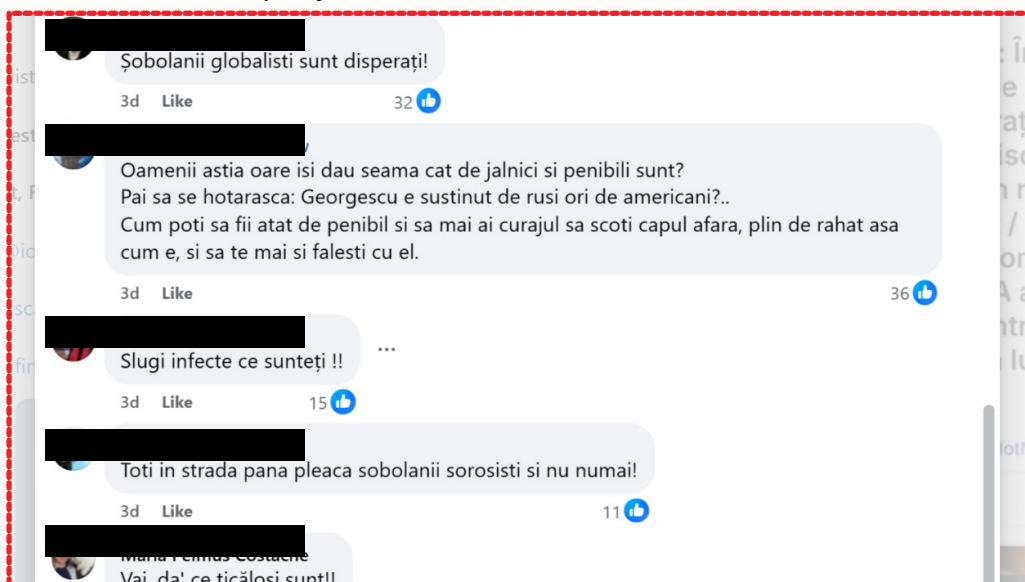 Șobolanii globalisti sunt disperați!
3d Like 32
Oamenii astia oare isi dau seama cat de jalnici si penibili sunt?
Pai sa se hotarasca: Georgescu e sustinut de rusi ori de americani?..
Cum poti sa fii atat de penibil si sa mai ai curajul sa scoti capul afara, plin de rahat asa
cum e, si sa te mai si falesti cu el.
3d Like 36
Slugi infecte ce sunteți !!
...
3d Like 15
Toti in strada pana pleaca sobolanii sorosisti si nu numai!
3d Like 11
Vai, da' ce ticăloși sunt!!